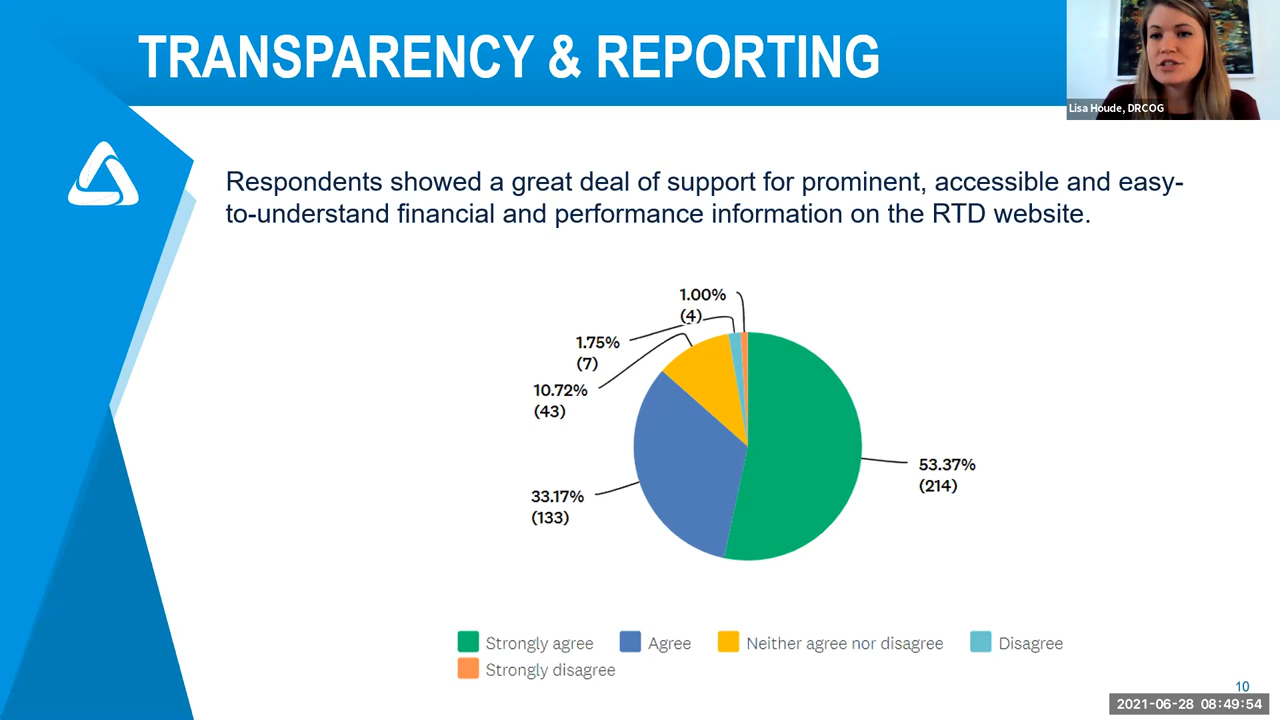 TRANSPARENCY & REPORTING
Lisa Houde, DRCOG
Respondents showed a great deal of support for prominent, accessible and easy-
to-understand financial and performance information on the RTD website.
1.00%
(4)
1.75%
(7)
10.72%
(43)
53.37%
(214)
33.17%
(133)
Strongly agree
Agree
Neither agree nor disagree
Disagree
Strongly disagree
10
2021-06-28 08:49:54